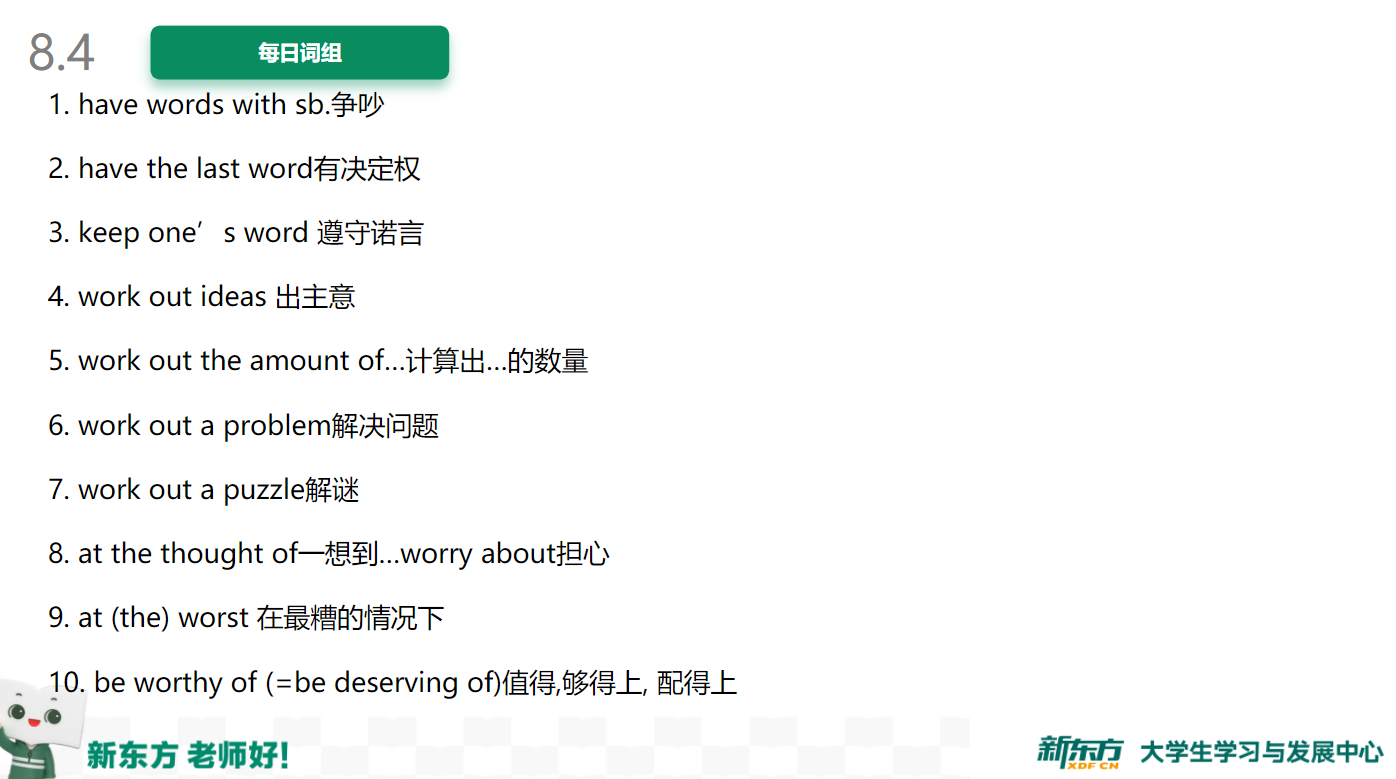 8.4
每日词组
1. have words with sb.争吵
2. have the last word有决定权
3. keep one’s word 遵守诺言
4. work out ideas 出主意
5. work out the amount of…计算出…的数量
6. work out a problem解决问题
7. work out a puzzle解谜
8. at the thought of一想到…worry about担心
9. at (the) worst 在最糟的情况下
10. be worthy of (=be deserving of)值得,够得上, 配得上
新东方 老师好!
新东方 XDF.CN 大学生学习与发展中心